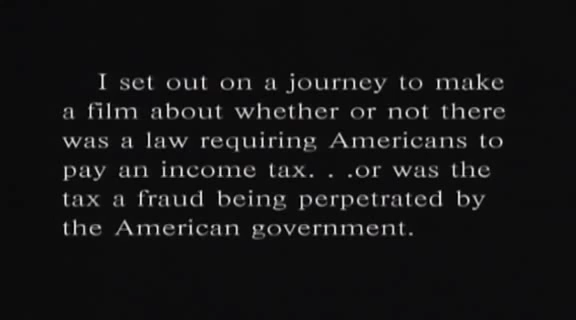 I set out on a journey to make
a film about whether or not there
was a law requiring Americans to
pay an income tax. . .or was the
tax a fraud being perpetrated by
the American government.